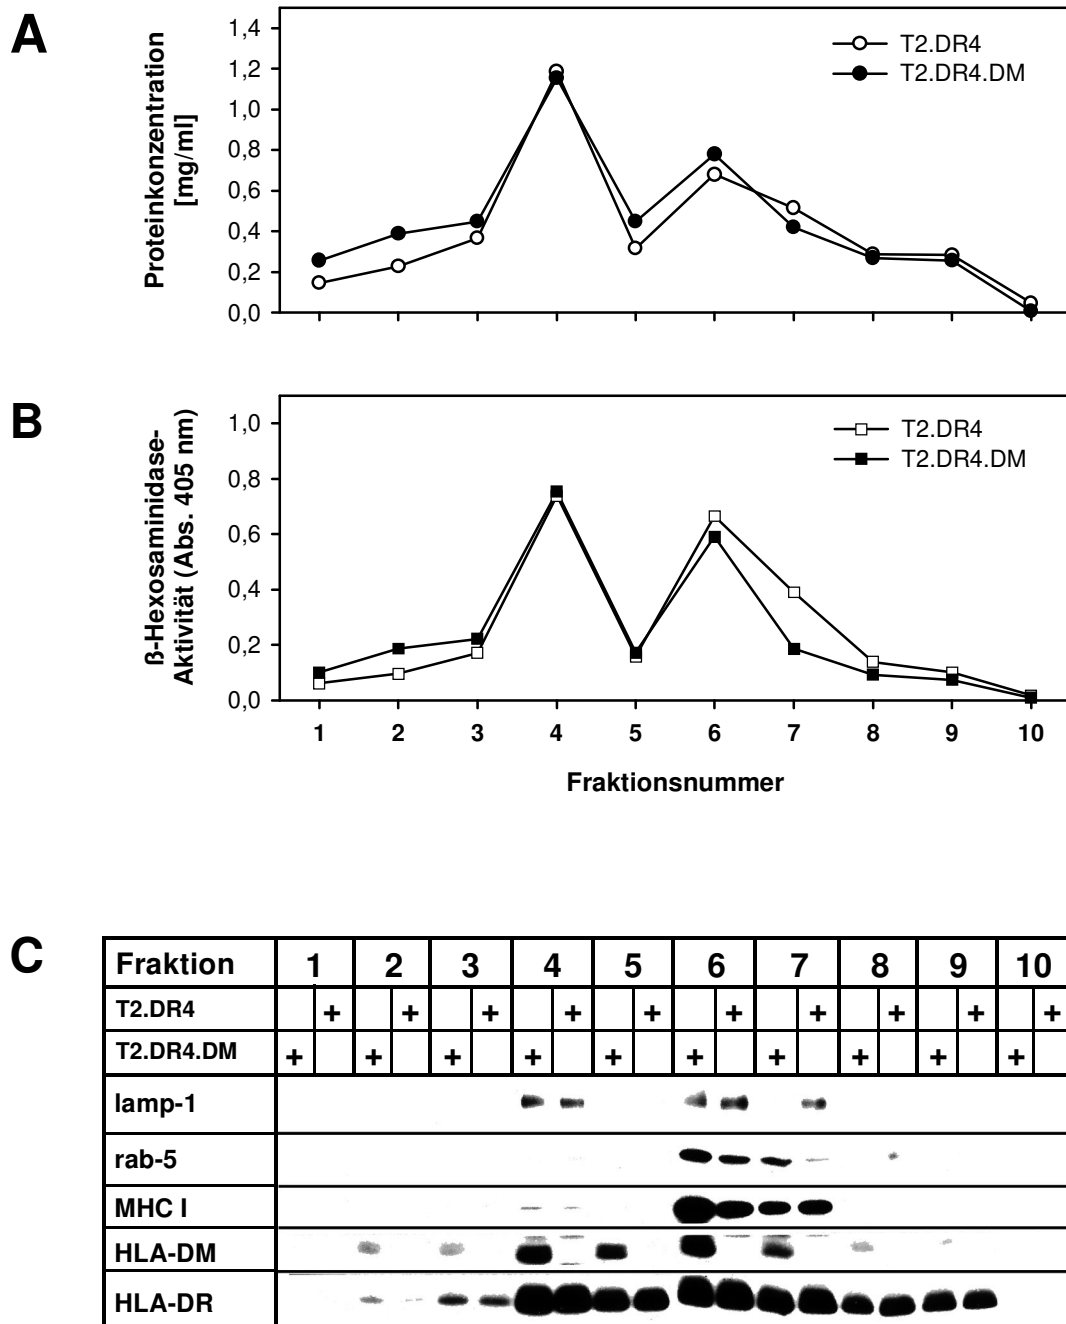 A
Proteinkonzentration
[mg/ml]
1,4
1,2
1,0
0,8
0,6
0,4
0,2
0,0
T2.DR4
T2.DR4.DM
B
ß-Hexosaminidase-
Aktivität (Abs. 405 nm)
1,0
0,8
0,6
0,4
0,2
0,0
T2.DR4
T2.DR4.DM
1 2 3 4 5 6 7 8 9 10
Fraktionsnummer
C
Fraktion 1 2 3 4 5 6 7 8 9 10
T2.DR4 + + + + + + + + + +
T2.DR4.DM + + + + + + + + + +
lamp-1
rab-5
MHC I
HLA-DM
HLA-DR